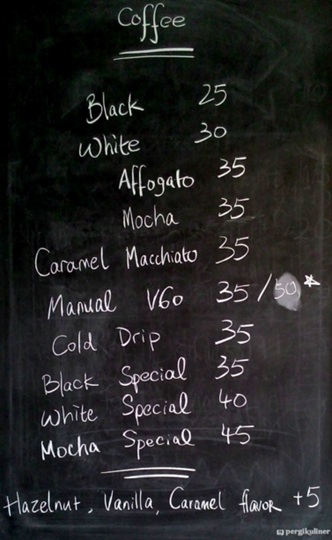 Coffee
Black 25
White 30
Affogato 35
Mocha 35
Caramel Macchiato 35
Manual V60 35 / 50 *
Cold Drip 35
Black Special 35
White Special 40
Mocha Special 45
Hazelnut, Vanilla, Caramel flavor +5
pergikuliner